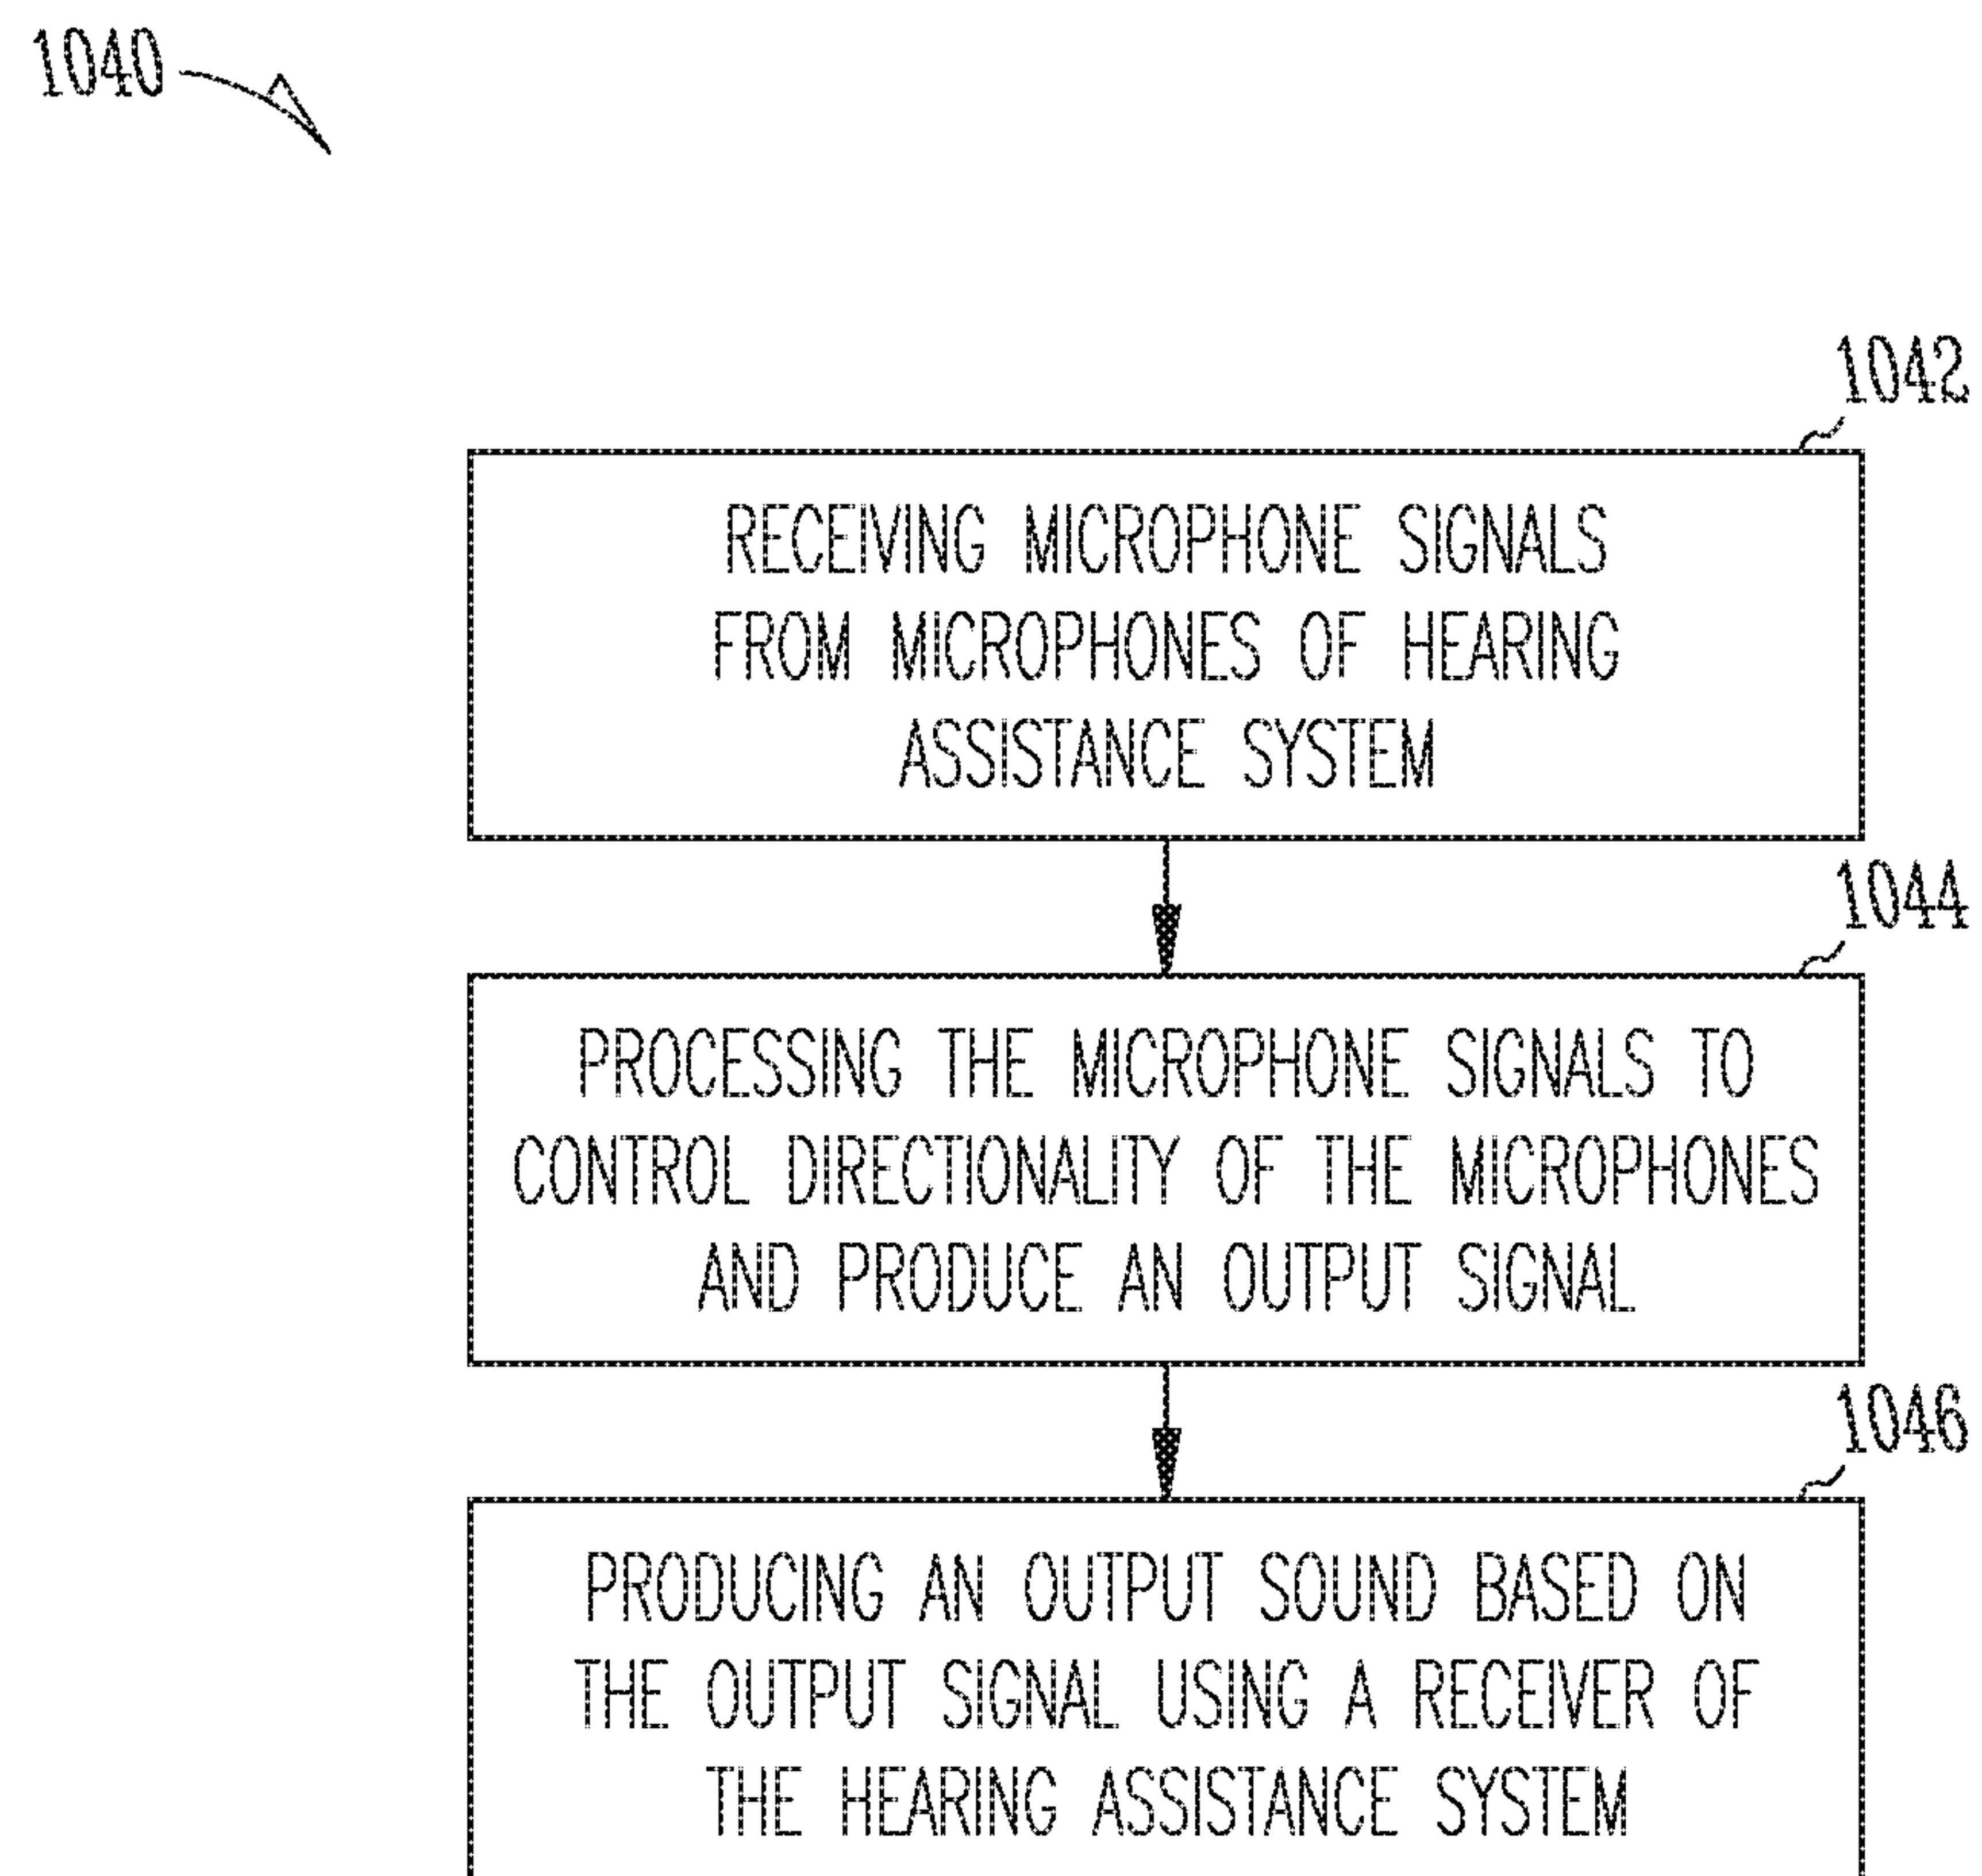 1040
1042
RECEIVING MICROPHONE SIGNALS
FROM MICROPHONES OF HEARING
ASSISTANCE SYSTEM
1044
PROCESSING THE MICROPHONE SIGNALS TO
CONTROL DIRECTIONALITY OF THE MICROPHONES
AND PRODUCE AN OUTPUT SIGNAL
1046
PRODUCING AN OUTPUT SOUND BASED ON
THE OUTPUT SIGNAL USING A RECEIVER OF
THE HEARING ASSISTANCE SYSTEM